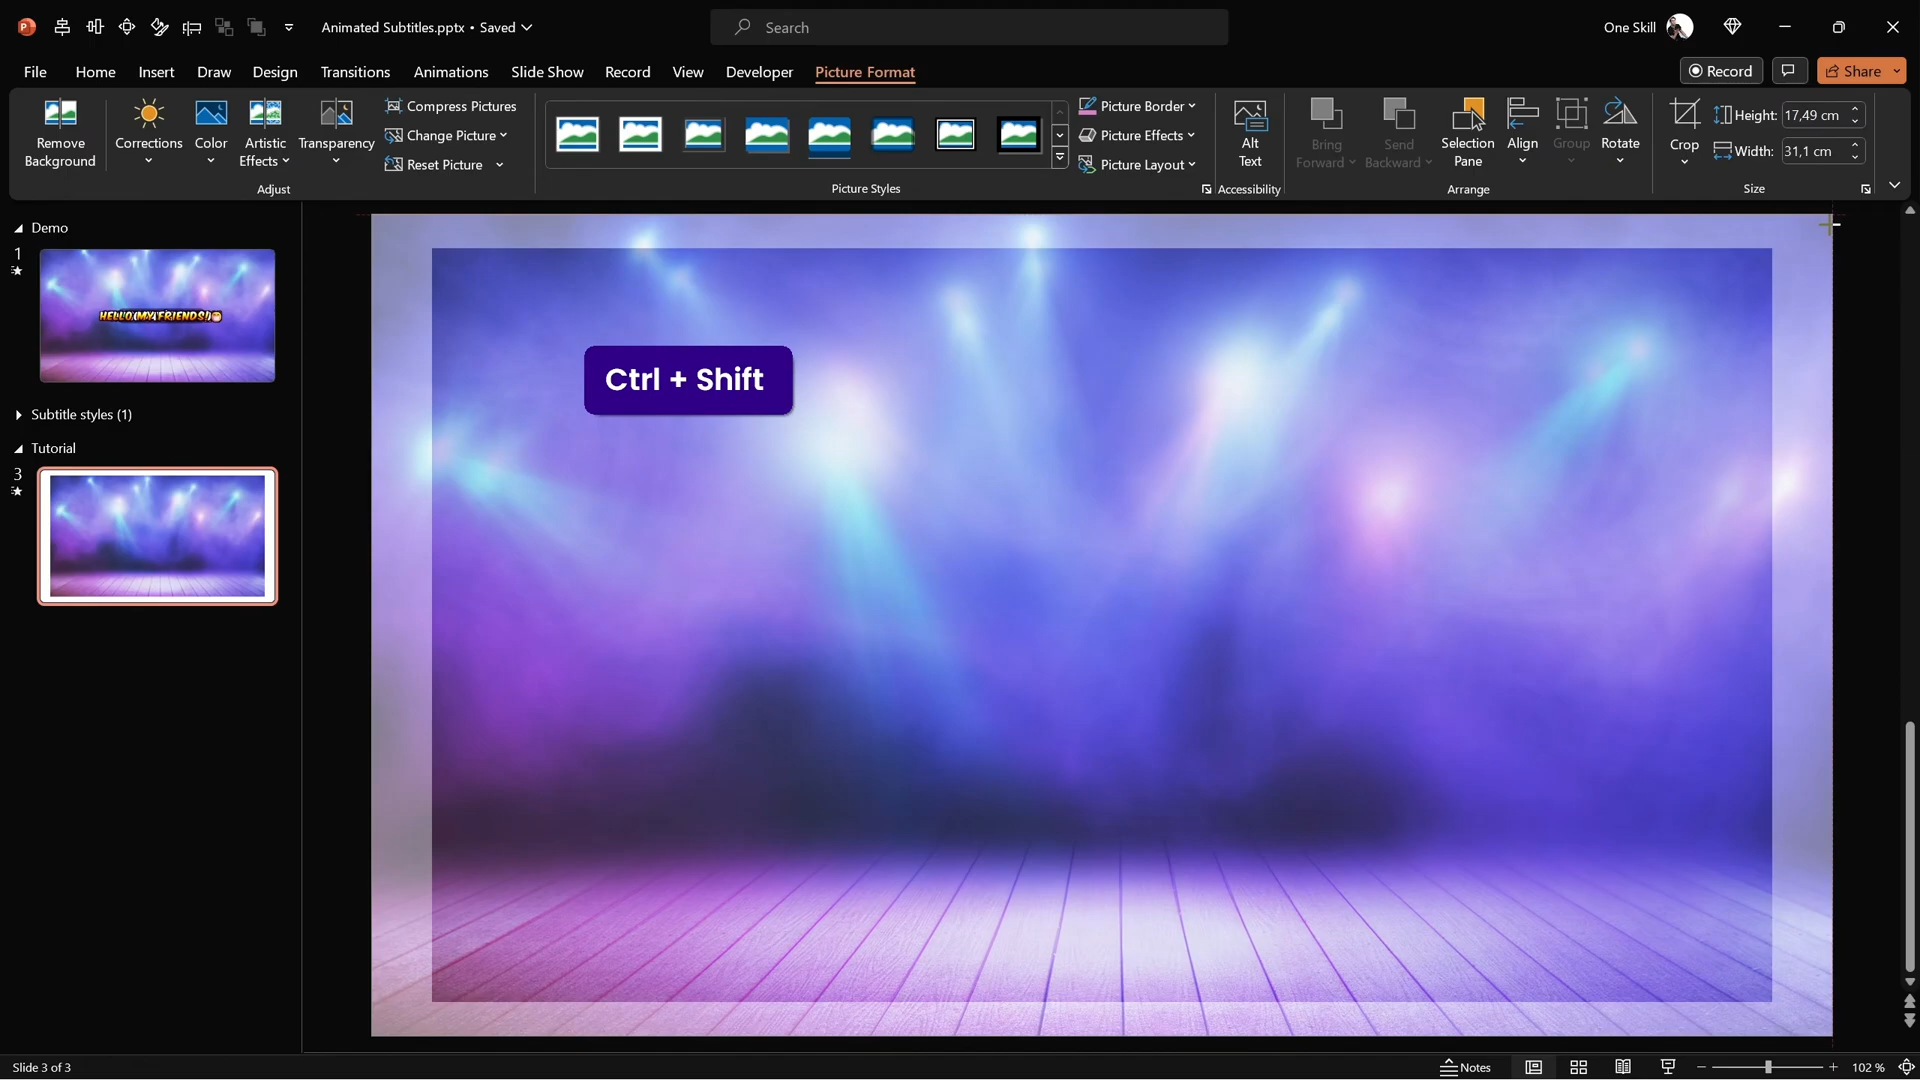 Animated Subtitles.pptx • Saved
Search
One Skill
File Home Insert Draw Design Transitions Animations Slide Show Record View Developer Picture Format
Record
Share
Remove Background
Corrections
Color
Artistic Effects
Transparency
Compress Pictures
Change Picture
Reset Picture
Adjust
Picture Styles
Picture Border
Picture Effects
Picture Layout
Alt Text
Accessibility
Bring Forward
Send Backward
Selection Pane
Align
Group
Rotate
Arrange
Crop
Height: 17,49 cm
Width: 31,1 cm
Size
Demo
1
HELLO, MY FRIENDS!
Subtitle styles (1)
Tutorial
3
Ctrl + Shift
Slide 3 of 3
Notes
102 %